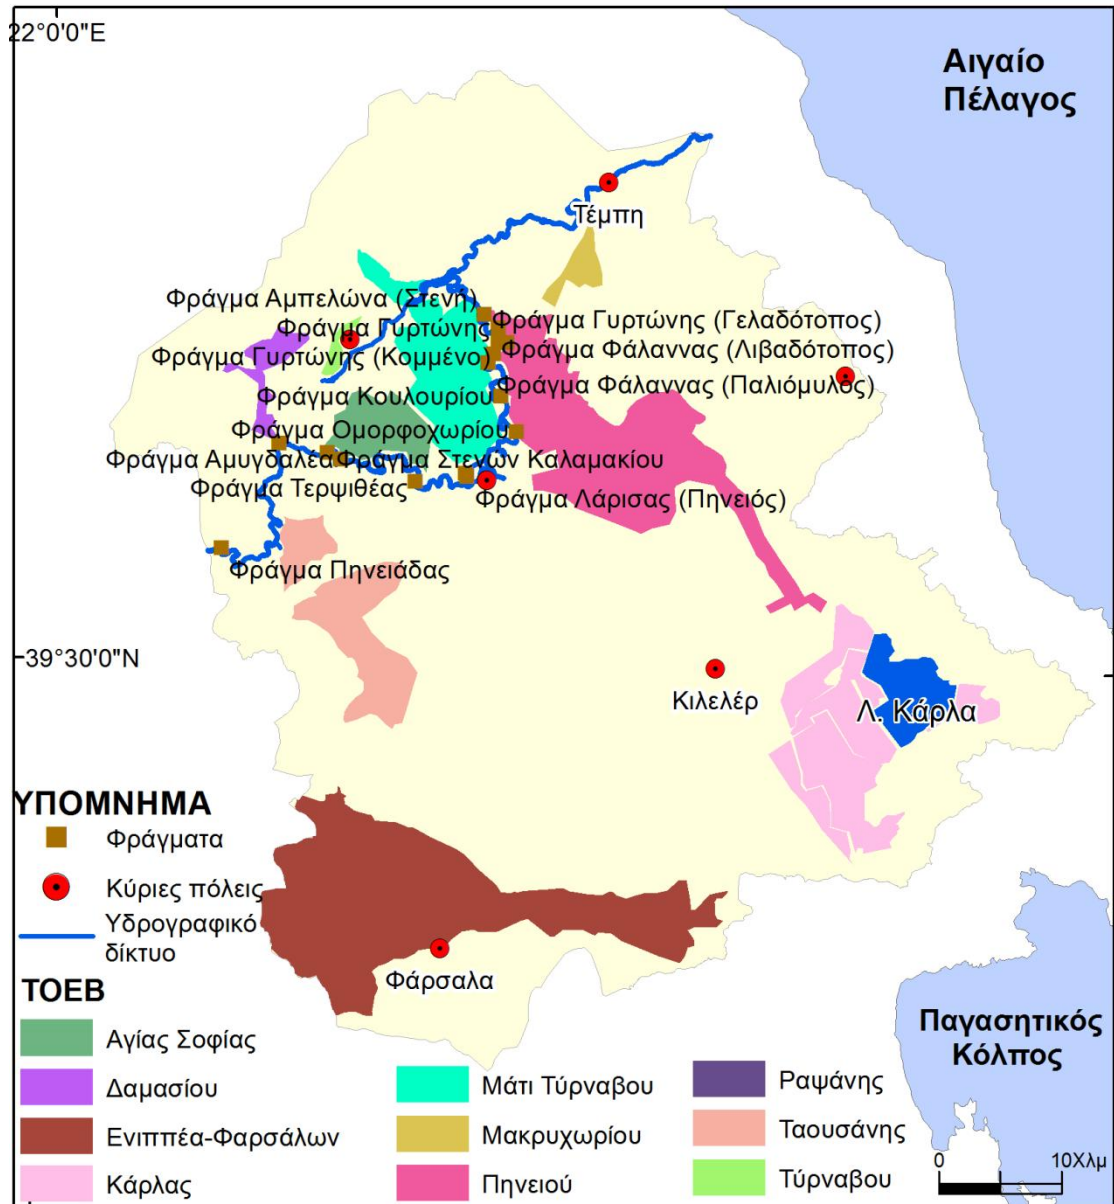 22°0'0"E
Αιγαίο
Πέλαγος
Τέμπη
Φράγμα Αμπελώνα (Στενή)
Φράγμα Γυρτώνης
Φράγμα Γυρτώνης (Γελαδότοπος)
Φράγμα Γυρτώνης (Κομμένο)
Φράγμα Φάλαννας (Λιβαδότοπος)
Φράγμα Κουλουρίου
Φράγμα Φάλαννας (Παλιόμυλος)
Φράγμα Ομορφοχωρίου
Φράγμα Αμυγδαλέα
Φράγμα Στενών Καλαμακίου
Φράγμα Τερψιθέας
Φράγμα Λάρισας (Πηνειός)
Φράγμα Πηνειάδας
39°30'0"N
Κιλελέρ
Λ. Κάρλα
ΥΠΟΜΝΗΜΑ
Φράγματα
Κύριες πόλεις
Υδρογραφικό
δίκτυο
Φάρσαλα
ΤΟΕΒ
Αγίας Σοφίας
Δαμασίου
Ενιππέα-Φαρσάλων
Κάρλας
Μάτι Τύρναβου
Μακρυχωρίου
Πηνειού
Ραψάνης
Ταουσάνης
Τύρναβου
Παγασητικός
Κόλπος
0 10Χλμ